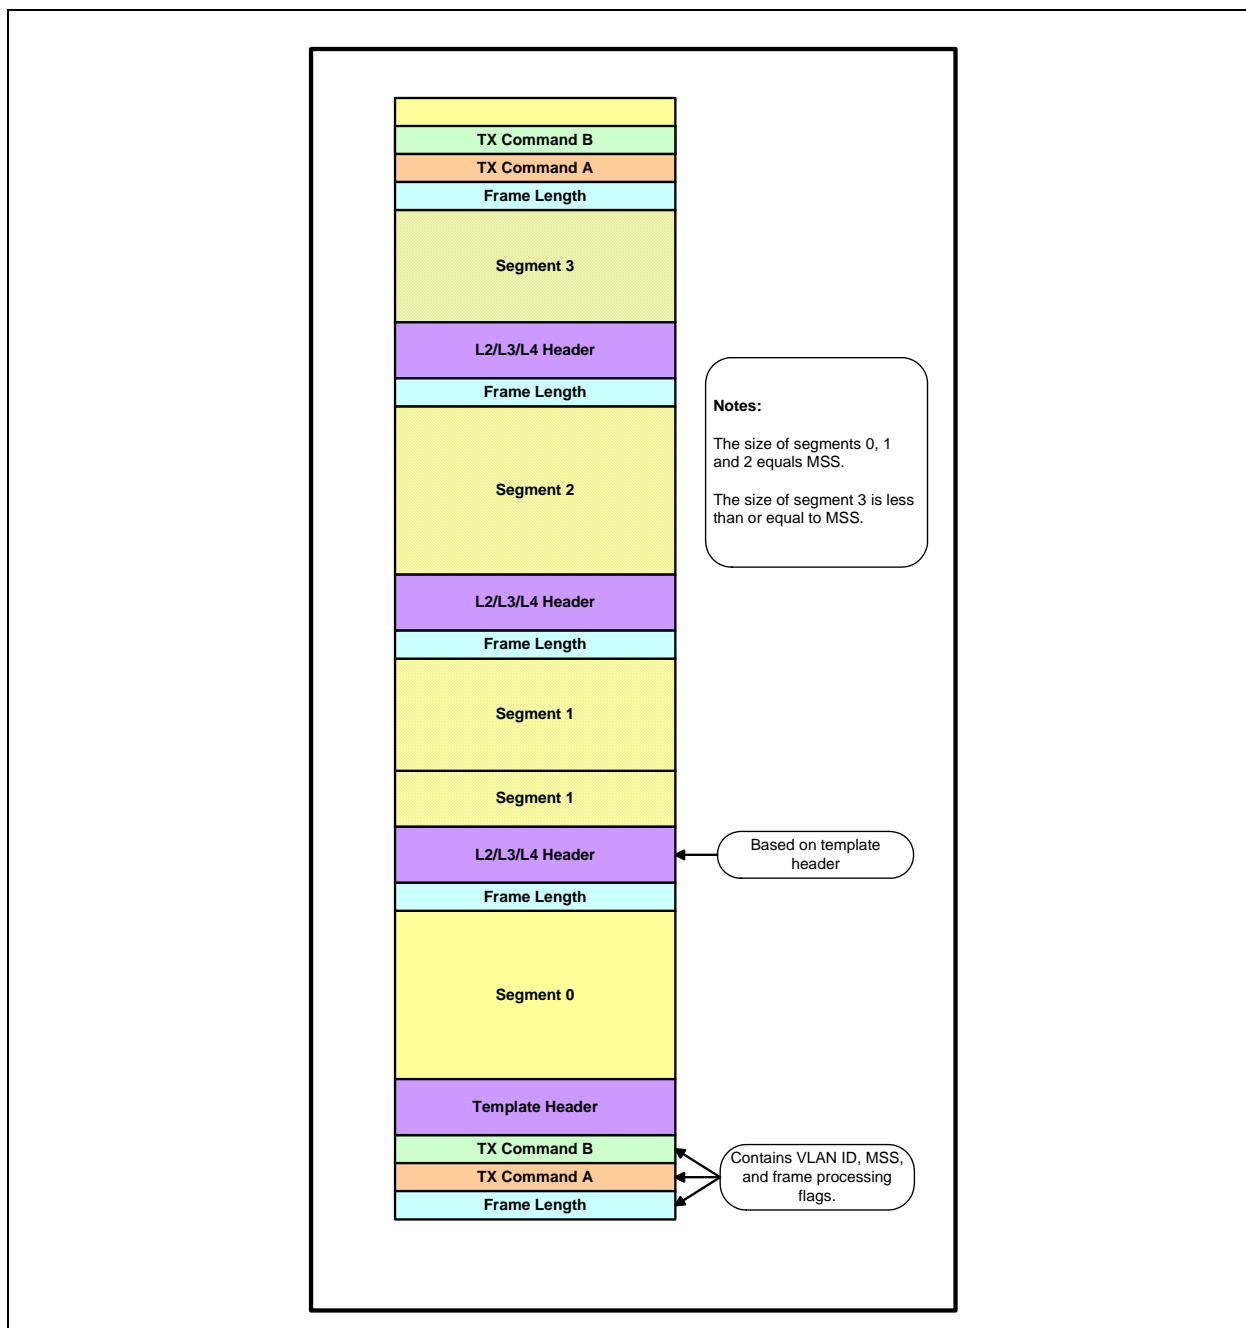 TX Command B
TX Command A
Frame Length
Segment 3
L2/L3/L4 Header
Frame Length
Notes:
The size of segments 0, 1
and 2 equals MSS.
The size of segment 3 is less
than or equal to MSS.
Segment 2
L2/L3/L4 Header
Frame Length
Segment 1
Segment 1
L2/L3/L4 Header
Based on template
header
Frame Length
Segment 0
Template Header
TX Command B
TX Command A
Frame Length
Contains VLAN ID, MSS,
and frame processing
flags.